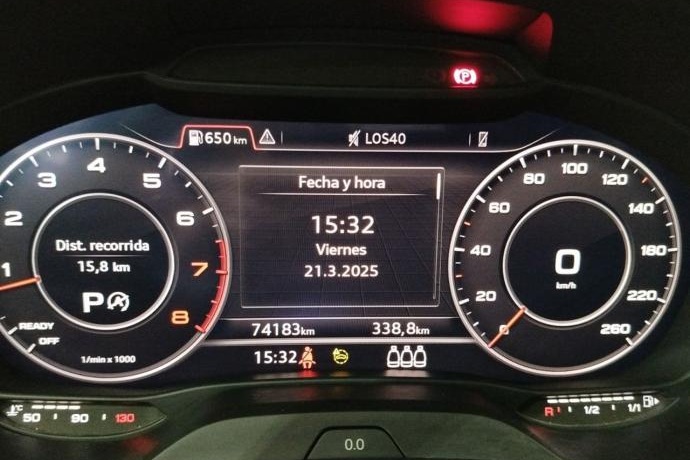 P
650 km
LOS40
Fecha y hora
15:32
Viernes
21.3.2025
Dist. recorrida
15,8 km
P A
1 2 3 4 5 6 7 8
READY
OFF
1/min x 1000
0 20 40 60 80 100 120 140 160 180 220 260
0
km/h
74183km
338,8km
15:32
50 90 130
R 1/2 1/1
0.0